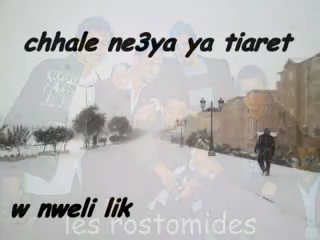 chhale ne3ya ya tiaret
w nweli lik
les rostomides